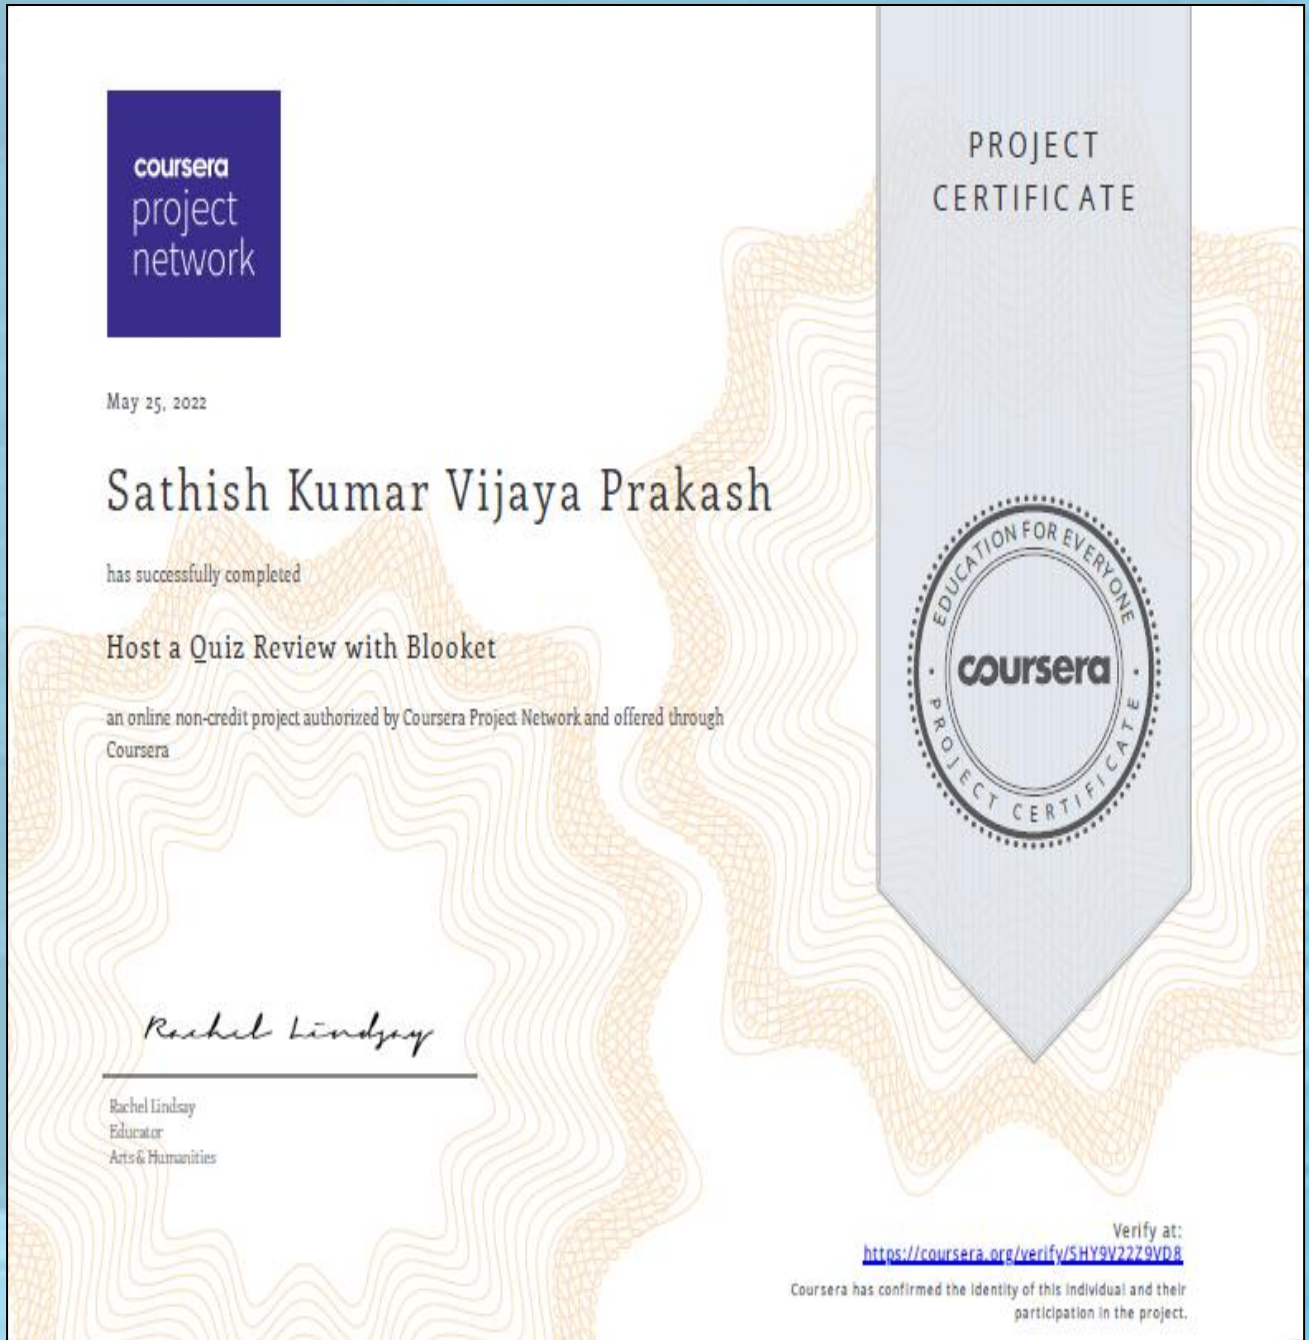 coursera
project
network
PROJECT
CERTIFICATE
May 25, 2022
Sathish Kumar Vijaya Prakash
has successfully completed
Host a Quiz Review with Blooket
an online non-credit project authorized by Coursera Project Network and offered through
Coursera
EDUCATION FOR EVERYONE
coursera
PROJECT CERTIFICATE
Rachel Lindsay
Rachel Lindsay
Educator
Arts & Humanities
Verify at:
https://coursera.org/verify/SHY9V22Z9VD8
Coursera has confirmed the identity of this individual and their
participation in the project.